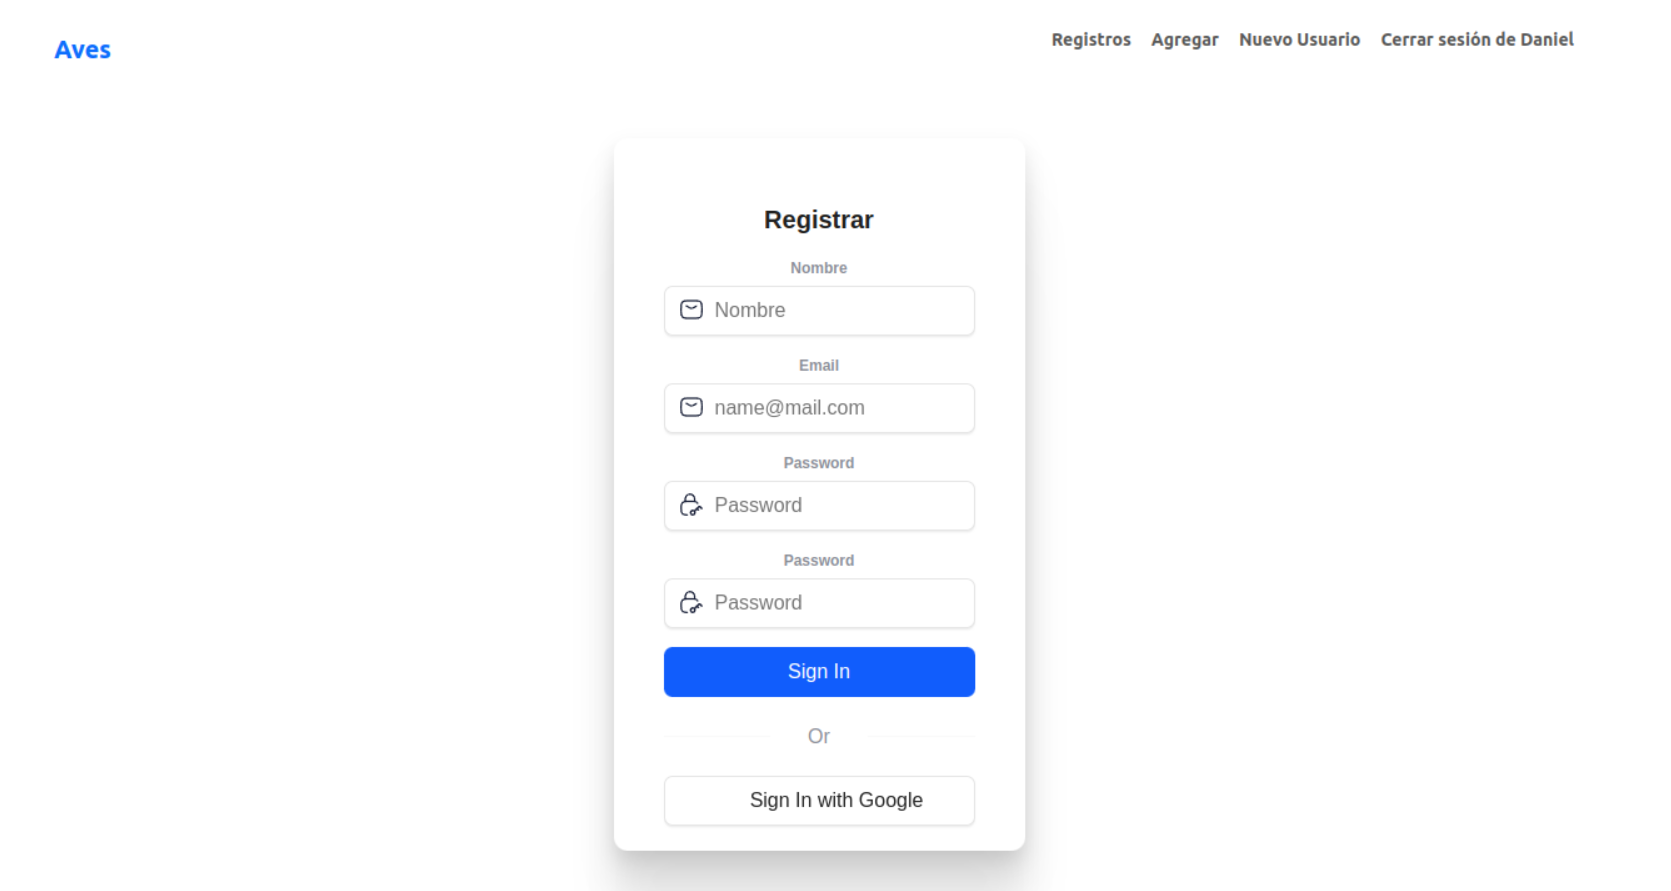 Aves
Registros Agregar Nuevo Usuario Cerrar sesión de Daniel
Registrar
Nombre
Nombre
Email
name@mail.com
Password
Password
Password
Password
Sign In
Or
Sign In with Google